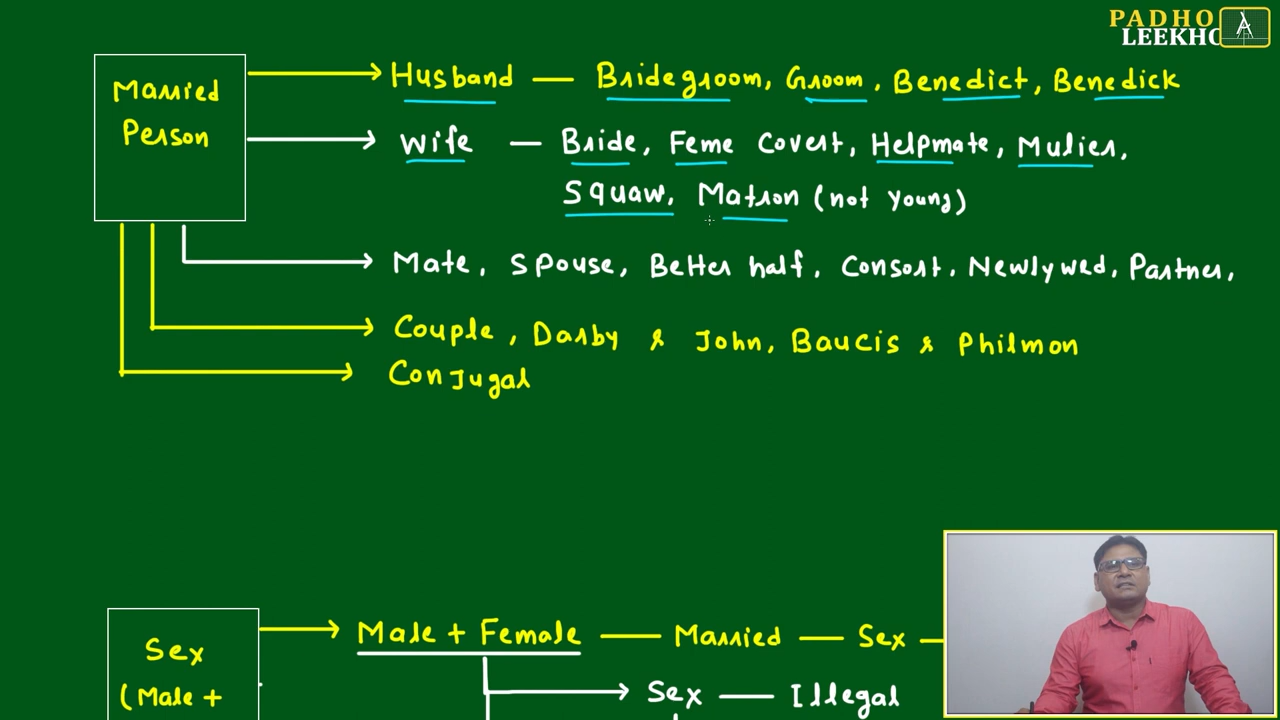 PADHO
LEEKHO
Married
Person
Husband — Bridegroom, Groom, Benedict, Benedick
Wife — Bride, Feme Covert, Helpmate, Mulier,
Squaw, Matron (not young)
Mate, Spouse, Better half, Consort, Newlywed, Partner,
Couple, Darby & John, Baucis & Philmon
Conjugal
Sex
(Male +
Male + Female — Married — Sex —
Sex — Illegal